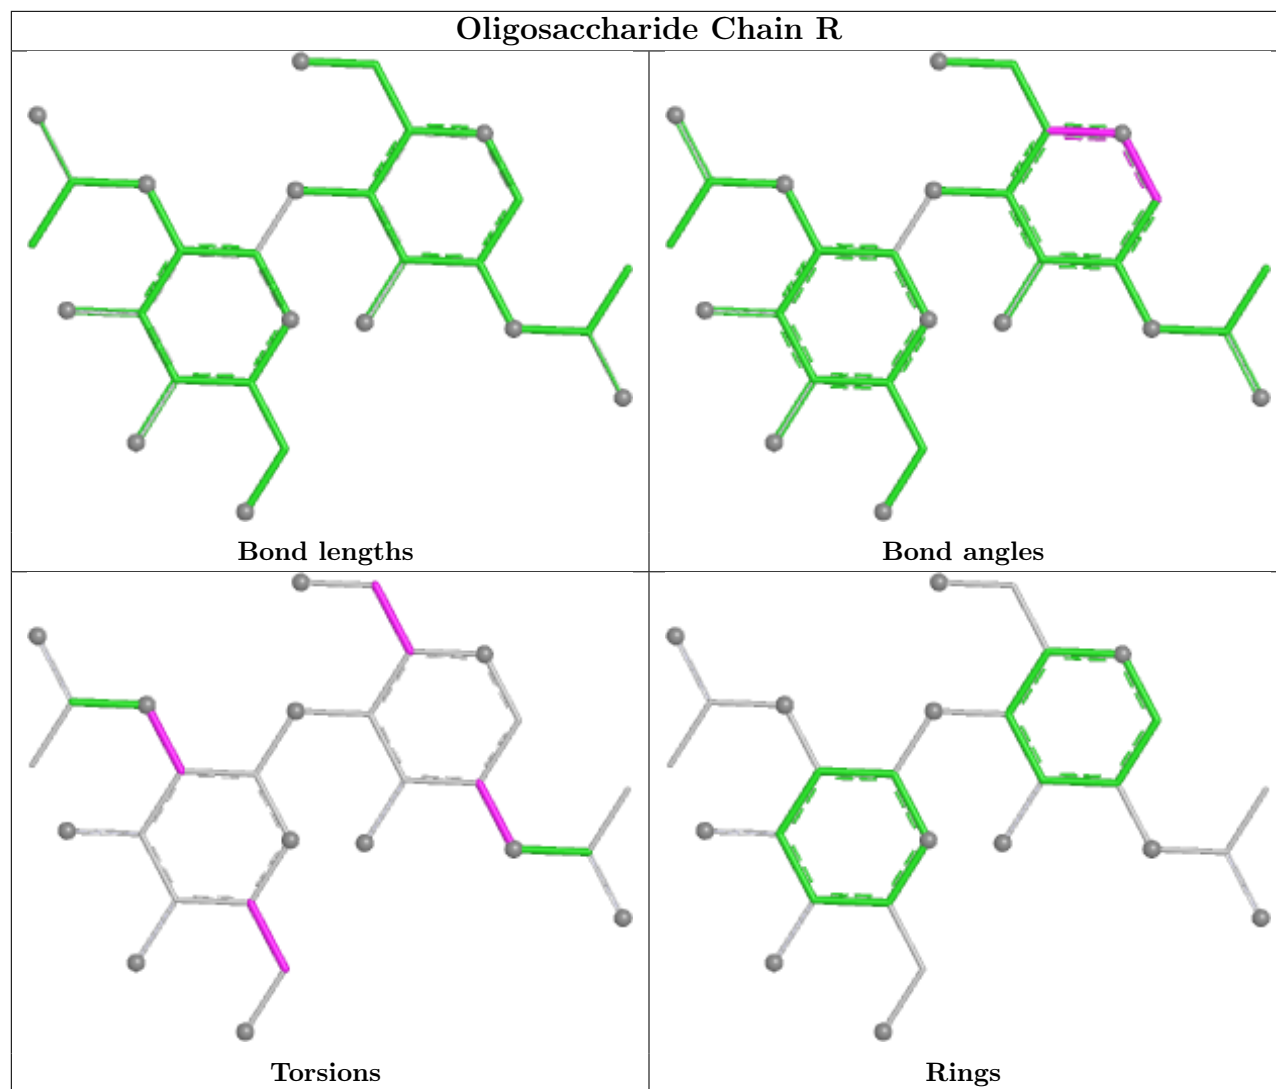 Oligosaccharide Chain R
Bond lengths
Bond angles
Torsions
Rings